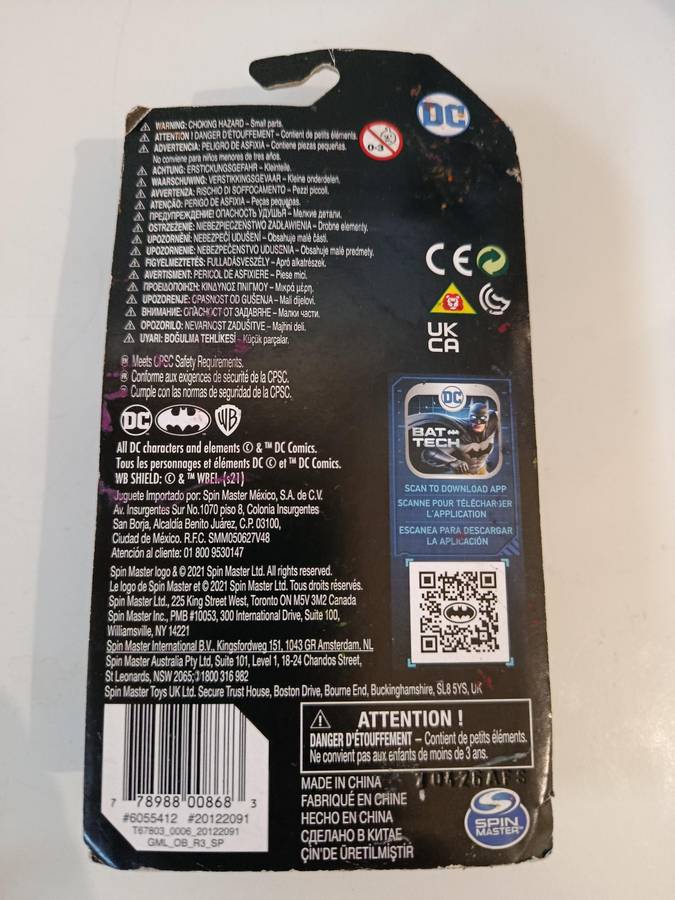 WARNING: CHOKING HAZARD – Small parts.
ATTENTION ! DANGER D'ÉTOUFFEMENT – Contient de petits éléments.
ADVERTENCIA: PELIGRO DE ASFIXIA – Contiene piezas pequeñas.
No conviene para niños menores de tres años.
ACHTUNG: ERSTICKUNGSGEFAHR – Kleinteile.
WAARSCHUWING: VERSTIKKINGSGEVAAR – Kleine onderdelen.
AVVERTENZA: RISCHIO DI SOFFOCAMENTO – Pezzi piccoli.
ATENÇÃO: PERIGO DE ASFIXIA – Peças pequenas.
ПРЕДУПРЕЖДЕНИЕ: ОПАСНОСТЬ УДУШЬЯ – Мелкие детали.
OSTRZEŻENIE: NIEBEZPIECZEŃSTWO ZADŁAWIENIA – Drobne elementy.
UPOZORNĚNÍ: NEBEZPEČÍ UDUŠENÍ – Obsahuje malé části.
UPOZORNENIE: NEBEZPEČENSTVO UDUSENIA – Obsahuje malé predmety.
FIGYELMEZTETÉS: FULLADÁSVESZÉLY – Apró alkatrészek.
AVERTISMENT: PERICOL DE ASFIXIERE – Piese mici.
ΠΡΟΕΙΔΟΠΟΙΗΣΗ: ΚΙΝΔΥΝΟΣ ΠΝΙΓΜΟΥ – Μικρά μέρη.
UPOZORENJE: OPASNOST OD GUŠENJA – Mali dijelovi.
ВНИМАНИЕ: ОПАСНОСТ ОТ ЗАДАВЯНЕ – Малки части.
OPOZORILO: NEVARNOST ZADUŠITVE – Majhni deli.
UYARI: BOĞULMA TEHLİKESİ – Küçük parçalar.
0-3
DC
CE
UK
CA
EN Meets CPSC Safety Requirements.
FR Conforme aux exigences de sécurité de la CPSC.
ES Cumple con las normas de seguridad de la CPSC.
DC WB
All DC characters and elements © & ™ DC Comics.
Tous les personnages et éléments DC © et ™ DC Comics.
WB SHIELD: © & ™ WBEI. (s21)
Juguete Importado por: Spin Master México, S.A. de C.V.
Av. Insurgentes Sur No.1070 piso 8, Colonia Insurgentes
San Borja, Alcaldía Benito Juárez, C.P. 03100,
Ciudad de México. R.F.C. SMM050627V48
Atención al cliente: 01 800 9530147
Spin Master logo & © 2021 Spin Master Ltd. All rights reserved.
Le logo de Spin Master et © 2021 Spin Master Ltd. Tous droits réservés.
Spin Master Ltd., 225 King Street West, Toronto ON M5V 3M2 Canada
Spin Master Inc., PMB #10053, 300 International Drive, Suite 100,
Williamsville, NY 14221
Spin Master International B.V., Kingsfordweg 151, 1043 GR Amsterdam, NL
Spin Master Australia Pty Ltd, Suite 101, Level 1, 18-24 Chandos Street,
St Leonards, NSW 2065; 1800 316 982
Spin Master Toys UK Ltd. Secure Trust House, Boston Drive, Bourne End, Buckinghamshire, SL8 5YS, UK
DC
BAT
TECH
SCAN TO DOWNLOAD APP
SCANNE POUR TÉLÉCHARGER
L'APPLICATION
ESCANEA PARA DESCARGAR
LA APLICACIÓN
7 78988 00868 3
#6055412 #20122091
T67803_0006_20122091
GML_OB_R3_SP
ATTENTION !
DANGER D'ÉTOUFFEMENT – Contient de petits éléments.
Ne convient pas aux enfants de moins de 3 ans.
MADE IN CHINA
FABRIQUÉ EN CHINE
HECHO EN CHINA
СДЕЛАНО В КИТАЕ
ÇİN'DE ÜRETİLMİŞTİR
SPIN
MASTER